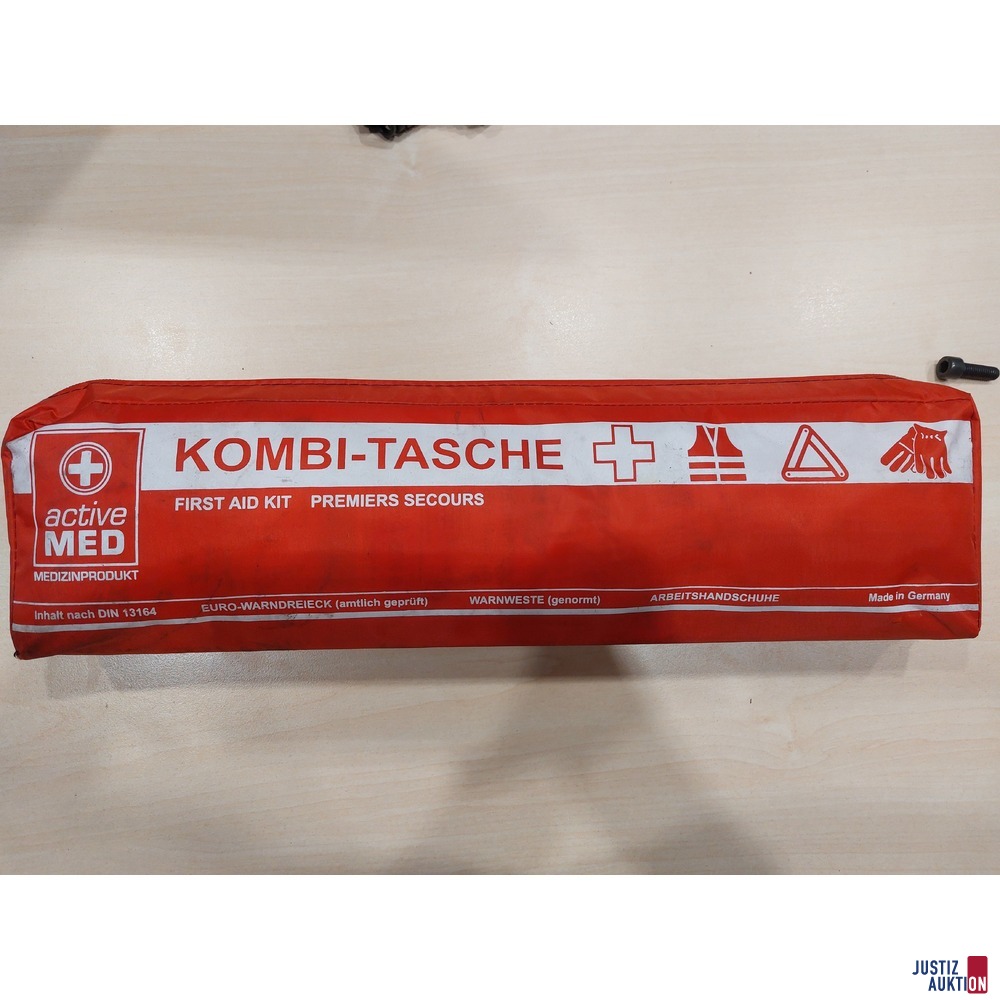 KOMBI-TASCHE
FIRST AID KIT PREMIERS SECOURS
active
MED
MEDIZINPRODUKT
Inhalt nach DIN 13164 EURO-WARNDREIECK (amtlich geprüft) WARNWESTE (genormt) ARBEITSHANDSCHUHE Made in Germany
JUSTIZ
AUKTION